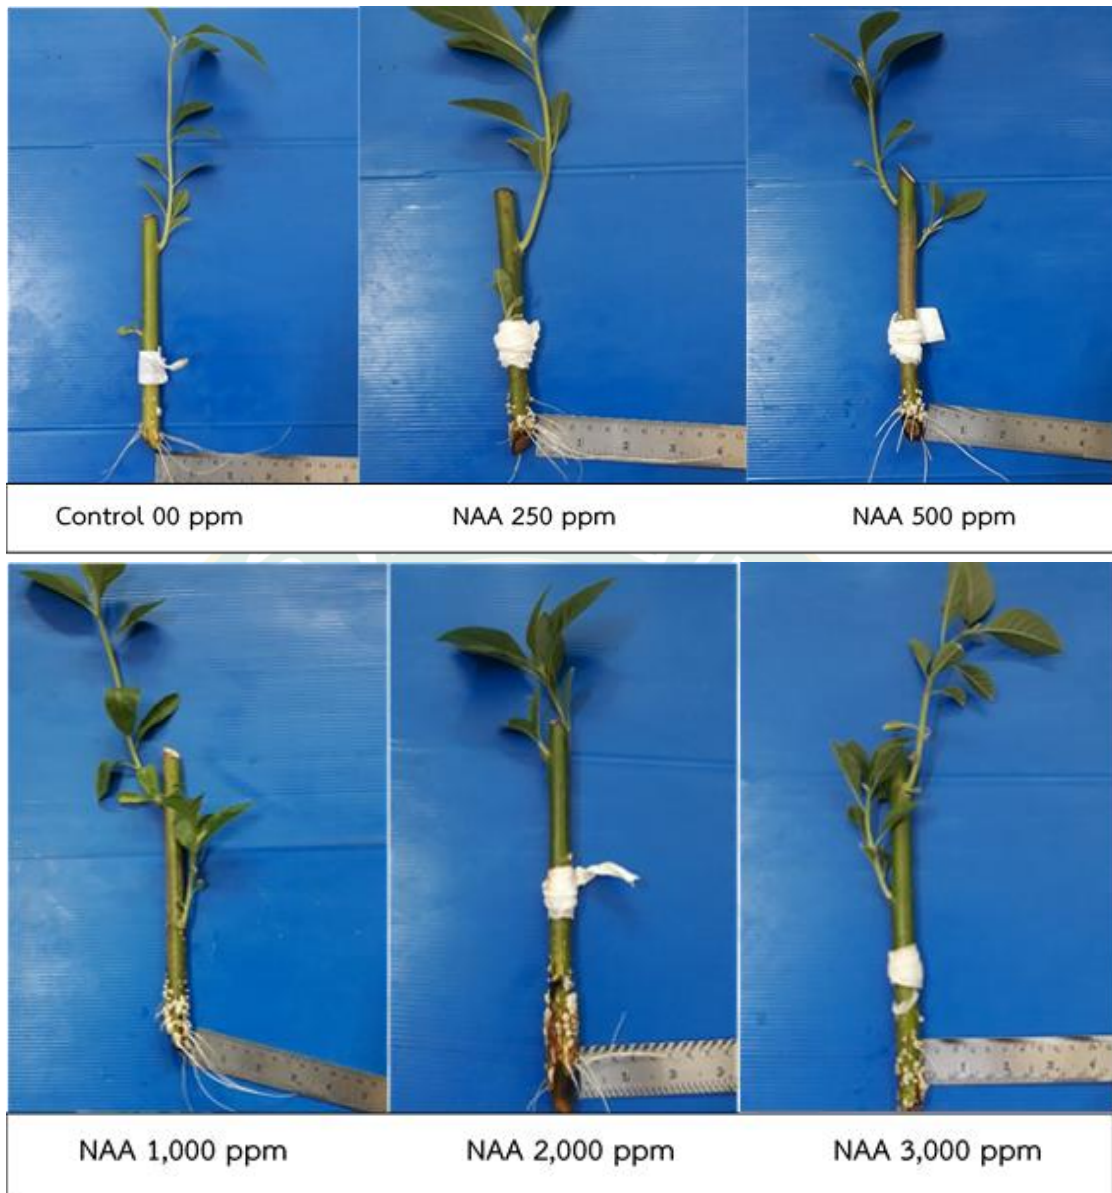 Control 00 ppm
NAA 250 ppm
NAA 500 ppm
NAA 1,000 ppm
NAA 2,000 ppm
NAA 3,000 ppm